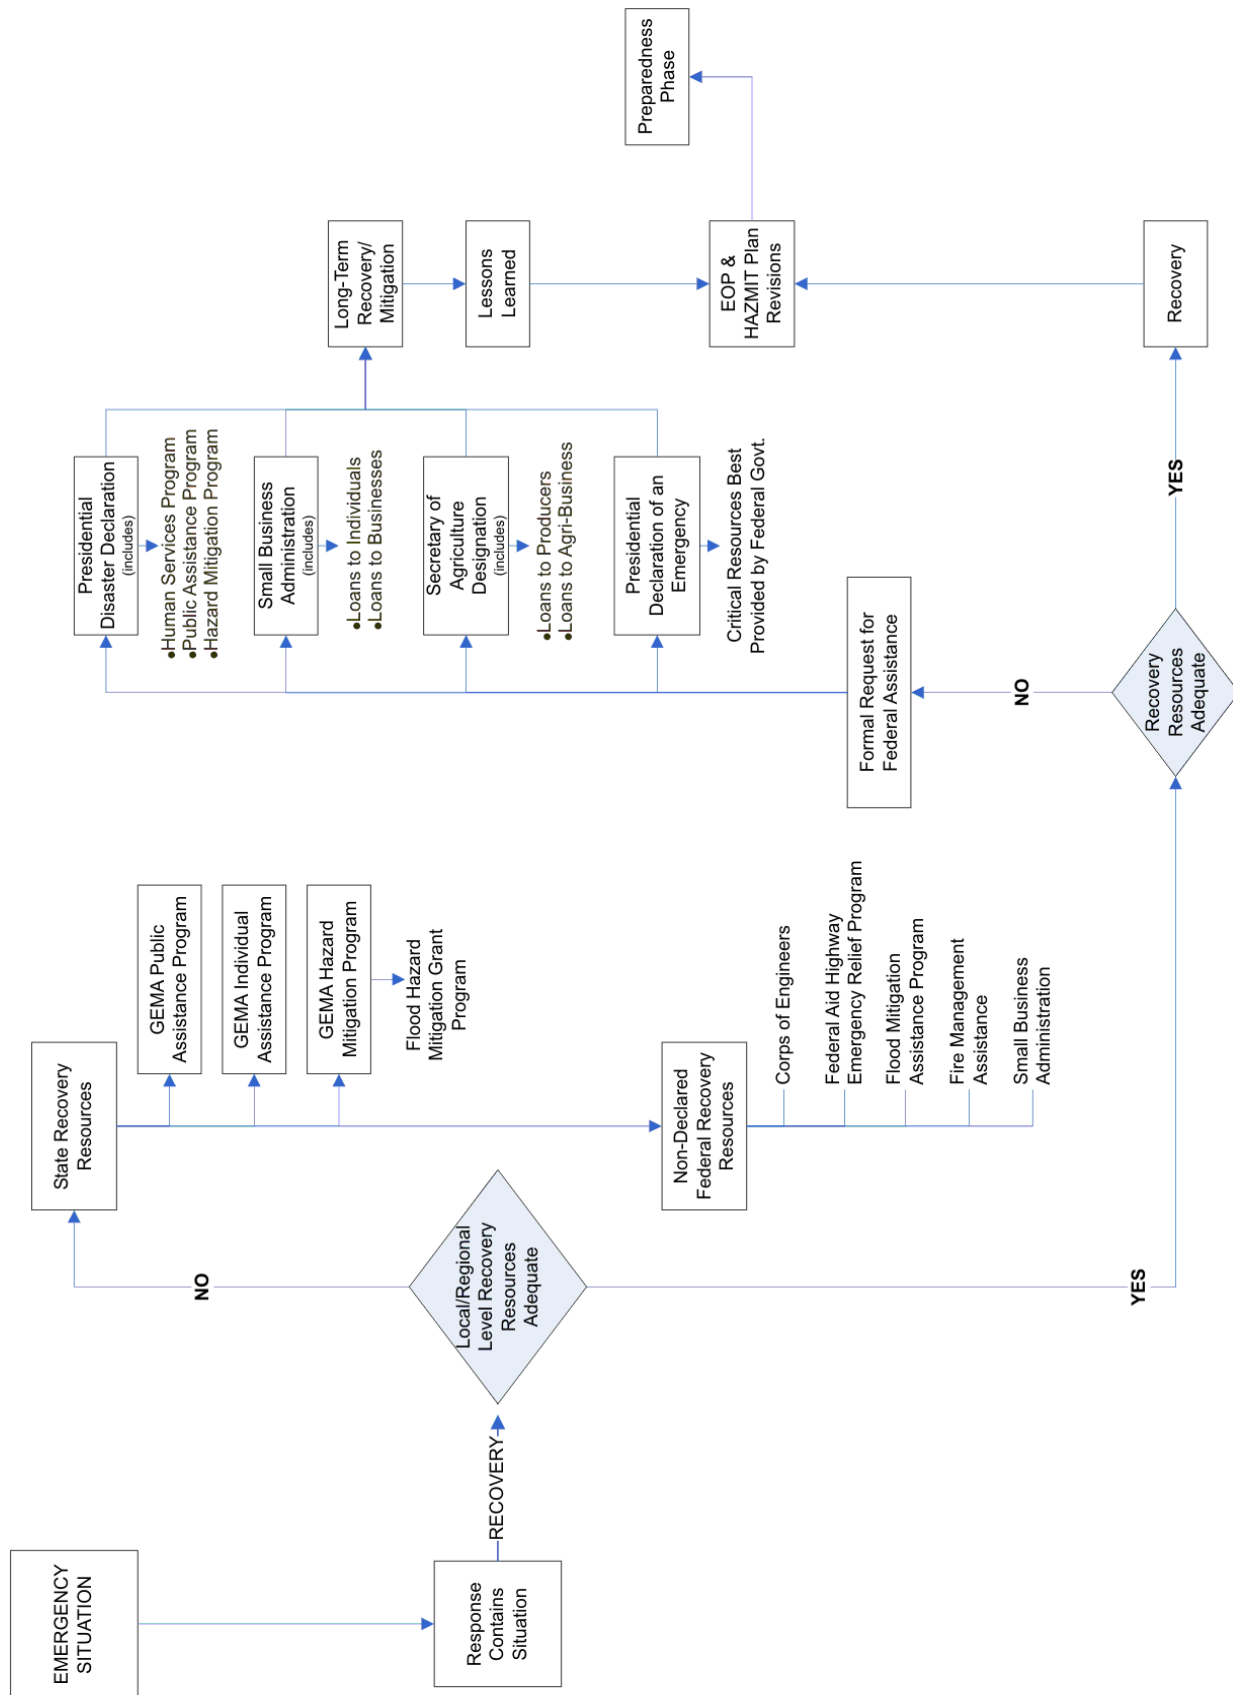 EMERGENCY
SITUATION
Response
Contains
Situation
RECOVERY
Local/Regional
Level Recovery
Resources
Adequate
NO
YES
State Recovery
Resources
GEMA Public
Assistance Program
GEMA Individual
Assistance Program
GEMA Hazard
Mitigation Program
Flood Hazard
Mitigation Grant
Program
Non-Declared
Federal Recovery
Resources
Corps of Engineers
Federal Aid Highway
Emergency Relief Program
Flood Mitigation
Assistance Program
Fire Management
Assistance
Small Business
Administration
Recovery
Resources
Adequate
NO
YES
Formal Request for
Federal Assistance
Presidential
Disaster Declaration
(includes)
•Human Services Program
•Public Assistance Program
•Hazard Mitigation Program
Small Business
Administration
(includes)
•Loans to Individuals
•Loans to Businesses
Secretary of
Agriculture
Designation
(includes)
•Loans to Producers
•Loans to Agri-Business
Presidential
Declaration of an
Emergency
Critical Resources Best
Provided by Federal Govt.
Long-Term
Recovery/
Mitigation
Lessons
Learned
EOP &
HAZMIT Plan
Revisions
Recovery
Preparedness
Phase